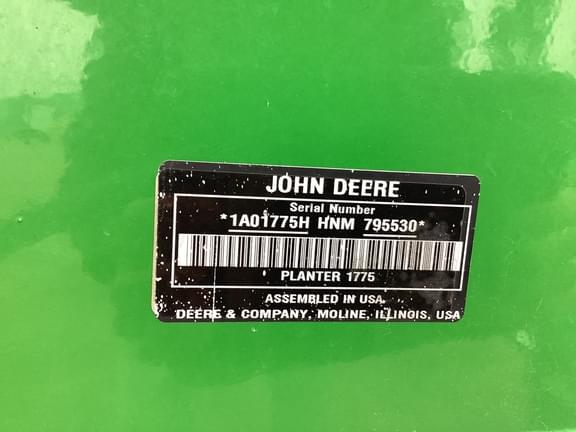 JOHN DEERE
Serial Number
*1A01775H HNM 795530*
PLANTER 1775
ASSEMBLED IN USA.
DEERE & COMPANY, MOLINE, ILLINOIS, USA